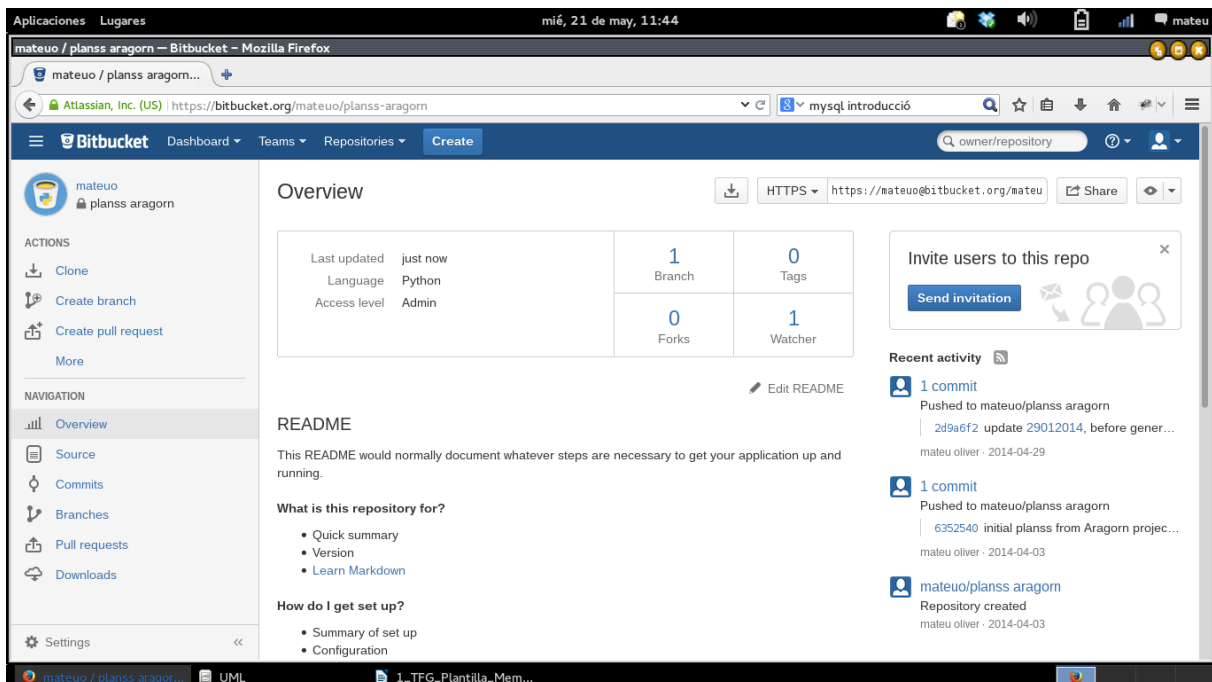 Aplicaciones Lugares mié, 21 de may, 11:44 mateu
mateuo / planss aragorn — Bitbucket – Mozilla Firefox
mateuo / planss aragorn...
Atlassian, Inc. (US) https://bitbucket.org/mateuo/planss-aragorn mysql introducció
Bitbucket Dashboard Teams Repositories Create owner/repository
mateuo
planss aragorn
ACTIONS
Clone
Create branch
Create pull request
More
NAVIGATION
Overview
Source
Commits
Branches
Pull requests
Downloads
Settings
Overview
HTTPS https://mateuo@bitbucket.org/mateu Share
Last updated just now
Language Python
Access level Admin
1 Branch
0 Tags
0 Forks
1 Watcher
Edit README
README
This README would normally document whatever steps are necessary to get your application up and
running.
What is this repository for?
• Quick summary
• Version
• Learn Markdown
How do I get set up?
• Summary of set up
• Configuration
Invite users to this repo
Send invitation
Recent activity
1 commit
Pushed to mateuo/planss aragorn
2d9a6f2 update 29012014, before gener...
mateu oliver · 2014-04-29
1 commit
Pushed to mateuo/planss aragorn
6352540 initial planss from Aragorn projec...
mateu oliver · 2014-04-03
mateuo/planss aragorn
Repository created
mateu oliver · 2014-04-03
mateuo / planss aragor... UML 1_TFG_Plantilla_Mem...